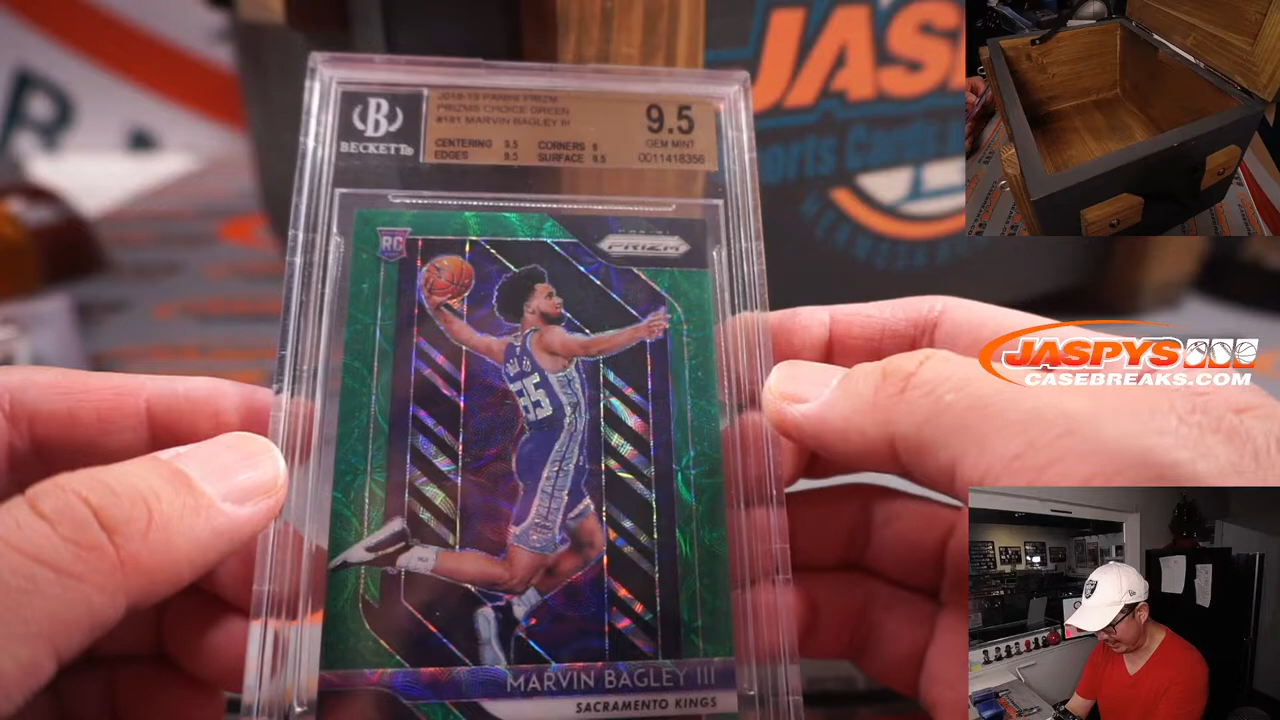 BECKETT
2018-19 PANINI PRIZM
PRIZMS CHOICE GREEN
#181 MARVIN BAGLEY III
CENTERING 9.5 CORNERS 9
EDGES 9.5 SURFACE 9.5
9.5
GEM MINT
0011418356
RC
PANINI
PRIZM
35
MARVIN BAGLEY III
SACRAMENTO KINGS
JAS
JASPYS
CASEBREAKS.COM